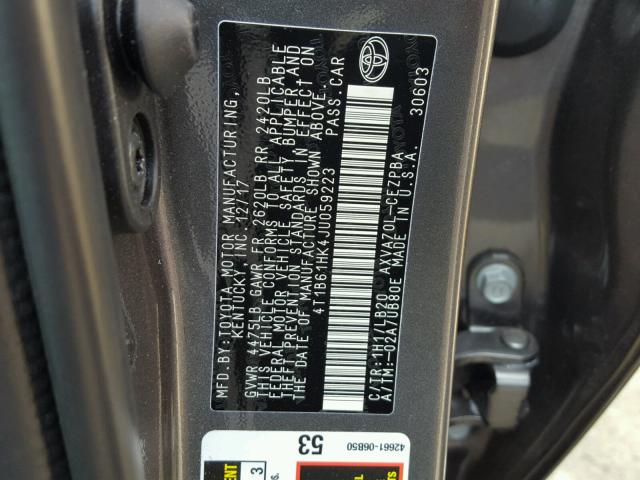 MFD.BY:TOYOTA MOTOR MANUFACTURING,
KENTUCKY, INC. 12/17
GVWR 4475LB GAWR FR 2620LB RR 2420LB
THIS VEHICLE CONFORMS TO ALL APPLICABLE
FEDERAL MOTOR VEHICLE SAFETY, BUMPER AND
THEFT PREVENTION STANDARDS IN EFFECT ON
THE DATE OF MANUFACTURE SHOWN ABOVE.
4T1B61HK4JU059223 PASS.CAR
C/TR:1H1/LB20 AXVA70L-CEZPBA
A/TM:-02A/UB80E MADE IN U.S.A. 30603
53
42661-06B50